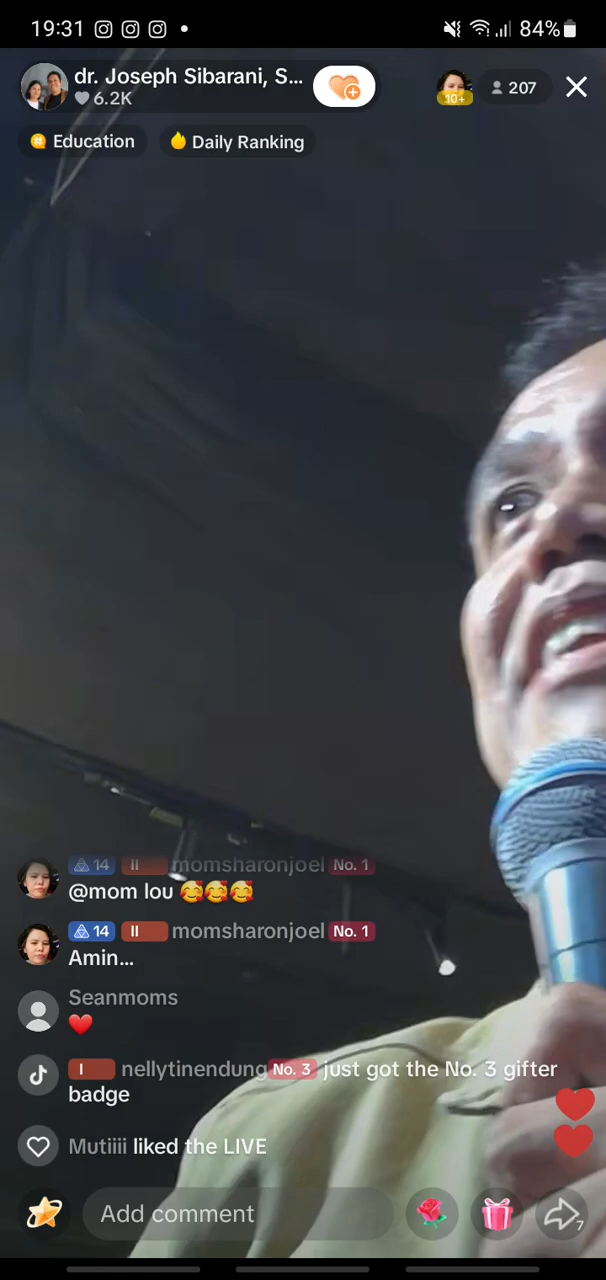 19:31
84%
dr. Joseph Sibarani, S...
6.2K
10+
207
Education
Daily Ranking
14 II momsharonjoel No. 1
@mom lou 🥰🥰🥰
14 II momsharonjoel No. 1
Amin...
Seanmoms
❤️
I nellytinendung No. 3 just got the No. 3 gifter
badge
Mutiiii liked the LIVE
Add comment
7